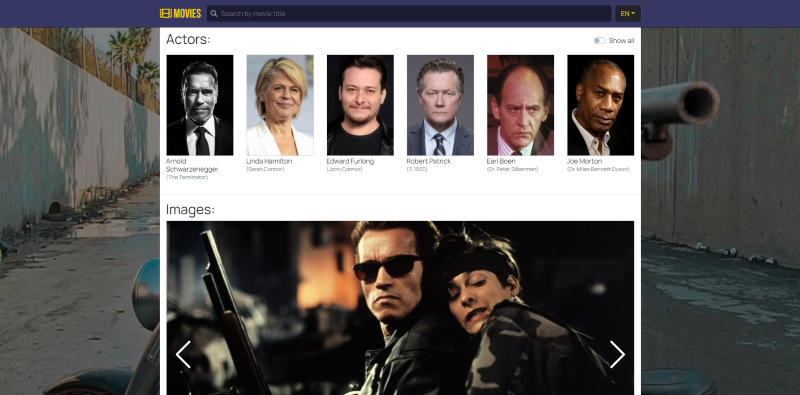 MOVIES
Search by movie title
EN
Actors:
Show all
Arnold
Schwarzenegger
(The Terminator)
Linda Hamilton
(Sarah Connor)
Edward Furlong
(John Connor)
Robert Patrick
(T-1000)
Earl Boen
(Dr. Peter Silberman)
Joe Morton
(Dr. Miles Bennett Dyson)
Images: